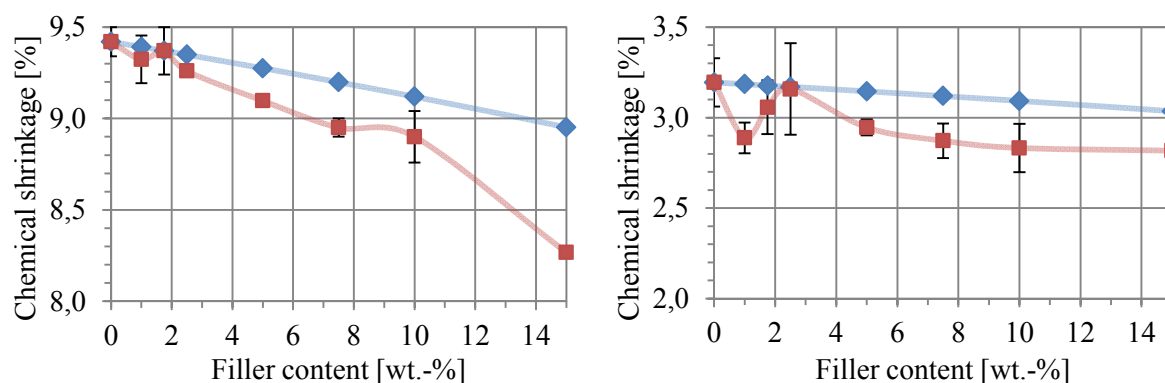 Chemical shrinkage [%]
9,5
9,0
8,5
8,0
0 2 4 6 8 10 12 14
Filler content [wt.-%]
Chemical shrinkage [%]
3,5
3,0
2,5
2,0
0 2 4 6 8 10 12 14
Filler content [wt.-%]